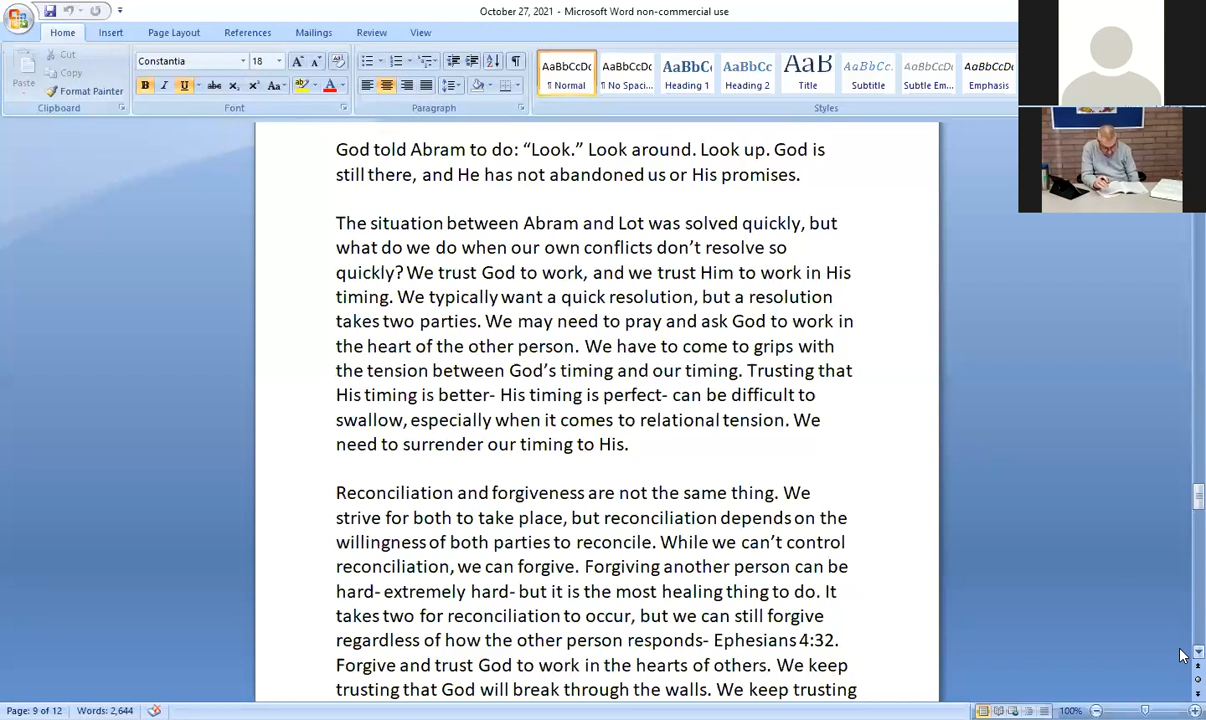 October 27, 2021 - Microsoft Word non-commercial use
Home Insert Page Layout References Mailings Review View
Cut
Copy
Paste
Format Painter
Clipboard
Constantia 18
Font
Paragraph
AaBbCcDc AaBbCcDc AaBbC AaBbCc AaB AaBbCc. AaBbCcDc AaBbCcDc
¶ Normal ¶ No Spaci... Heading 1 Heading 2 Title Subtitle Subtle Em... Emphasis
Styles
God told Abram to do: “Look.” Look around. Look up. God is
still there, and He has not abandoned us or His promises.
The situation between Abram and Lot was solved quickly, but
what do we do when our own conflicts don’t resolve so
quickly? We trust God to work, and we trust Him to work in His
timing. We typically want a quick resolution, but a resolution
takes two parties. We may need to pray and ask God to work in
the heart of the other person. We have to come to grips with
the tension between God’s timing and our timing. Trusting that
His timing is better- His timing is perfect- can be difficult to
swallow, especially when it comes to relational tension. We
need to surrender our timing to His.
Reconciliation and forgiveness are not the same thing. We
strive for both to take place, but reconciliation depends on the
willingness of both parties to reconcile. While we can’t control
reconciliation, we can forgive. Forgiving another person can be
hard- extremely hard- but it is the most healing thing to do. It
takes two for reconciliation to occur, but we can still forgive
regardless of how the other person responds- Ephesians 4:32.
Forgive and trust God to work in the hearts of others. We keep
trusting that God will break through the walls. We keep trusting
Page: 9 of 12 Words: 2,644 100%